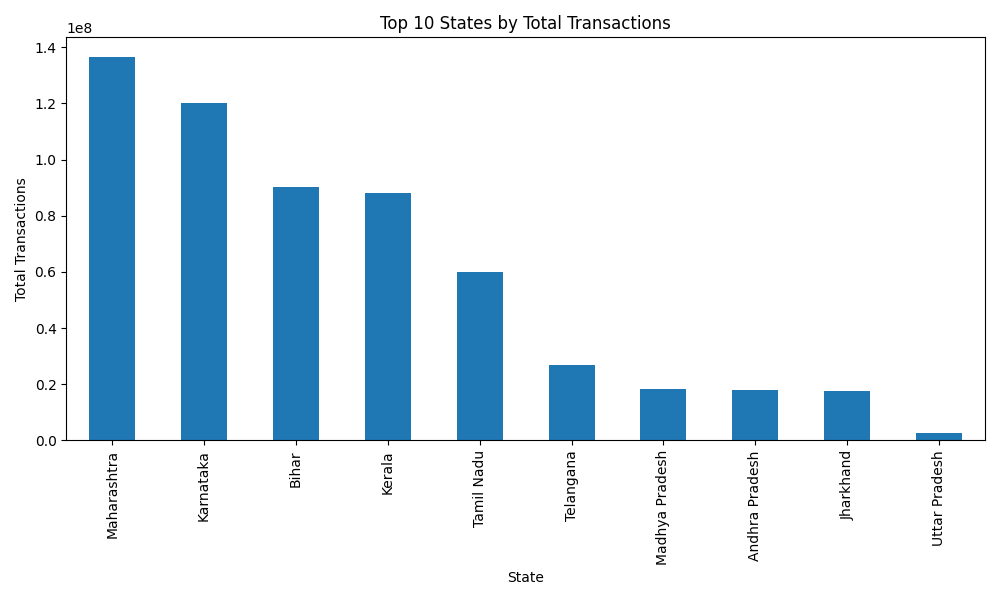 Top 10 States by Total Transactions
1e8
1.4
1.2
1.0
0.8
0.6
0.4
0.2
0.0
Total Transactions
Maharashtra
Karnataka
Bihar
Kerala
Tamil Nadu
Telangana
Madhya Pradesh
Andhra Pradesh
Jharkhand
Uttar Pradesh
State